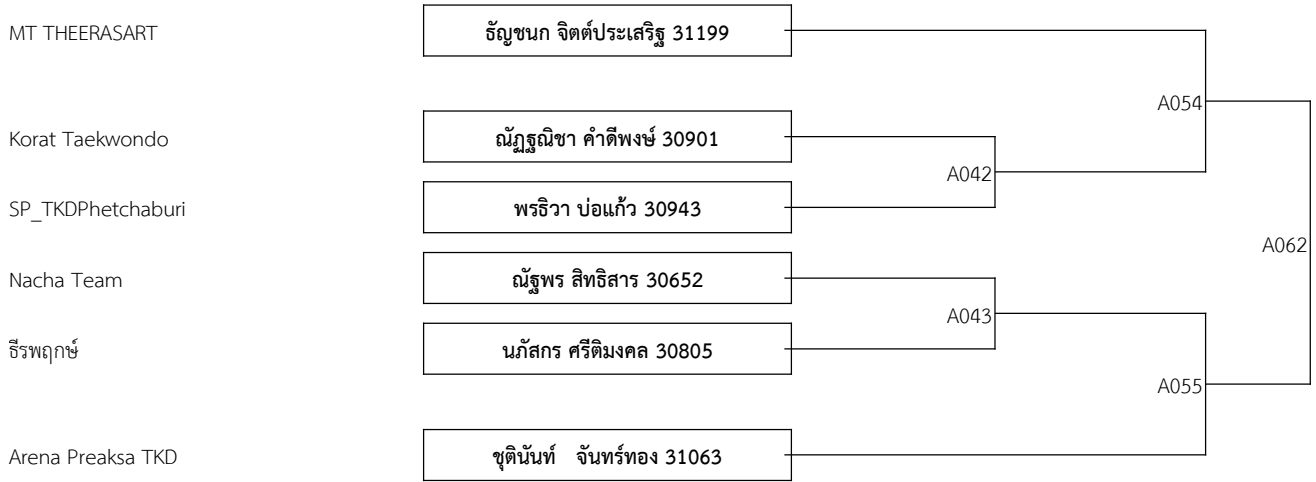 MT THEERASART ธัญชนก จิตต์ประเสริฐ 31199
A054
Korat Taekwondo ณัฏฐณิชา คำดีพงษ์ 30901
A042
SP_TKDPhetchaburi พรธิวา บ่อแก้ว 30943
A062
Nacha Team ณัฐพร สิทธิสาร 30652
A043
ธีรพฤกษ์ นภัสกร ศรีติมงคล 30805
A055
Arena Preaksa TKD ชุตินันท์ จันทร์ทอง 31063